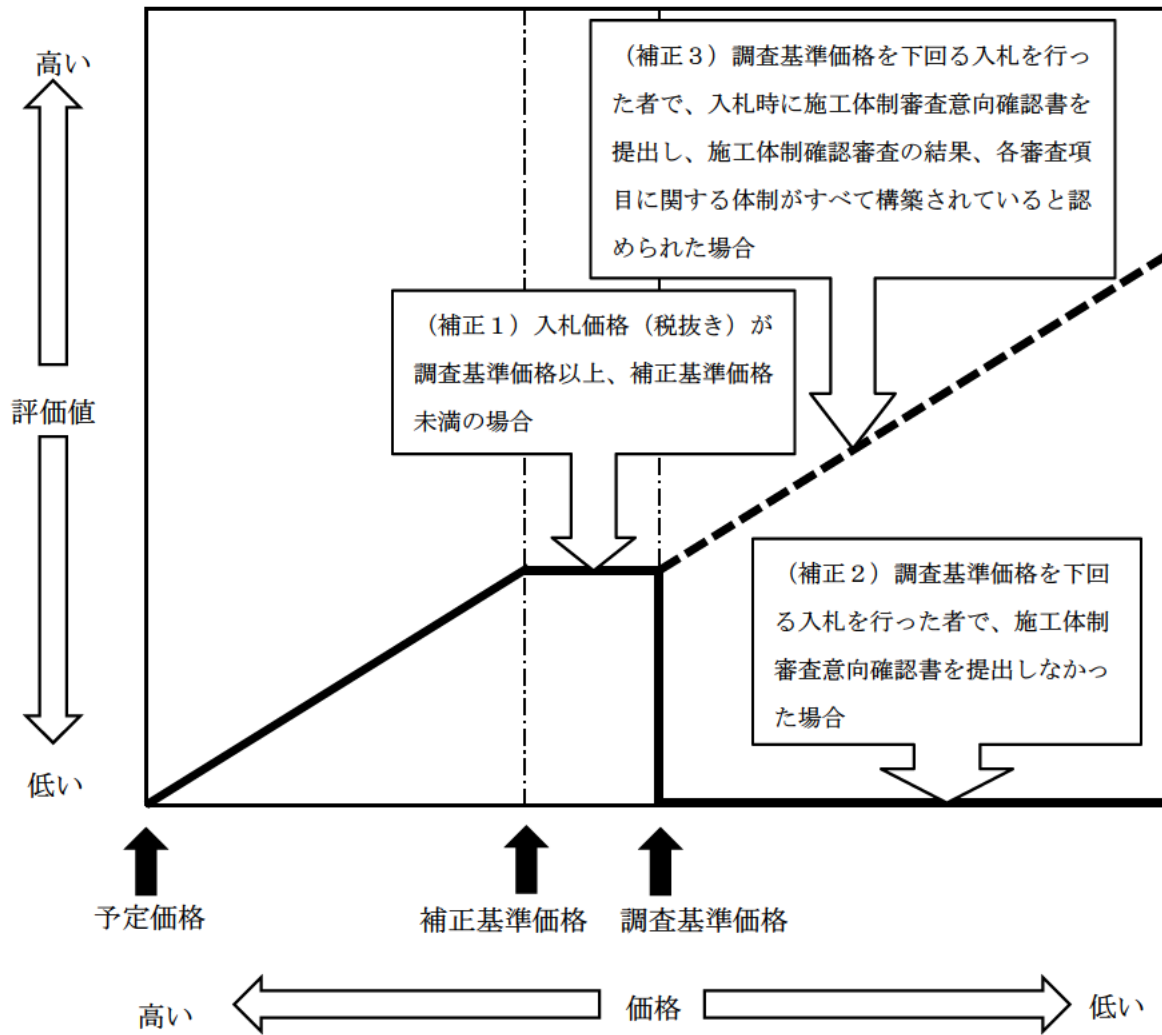 高い
評価値
低い
（補正３）調査基準価格を下回る入札を行っ
た者で、入札時に施工体制審査意向確認書を
提出し、施工体制確認審査の結果、各審査項
目に関する体制がすべて構築されていると認
められた場合
（補正１）入札価格（税抜き）が
調査基準価格以上、補正基準価格
未満の場合
（補正２）調査基準価格を下回
る入札を行った者で、施工体制
審査意向確認書を提出しなかっ
た場合
予定価格
補正基準価格
調査基準価格
高い
価格
低い